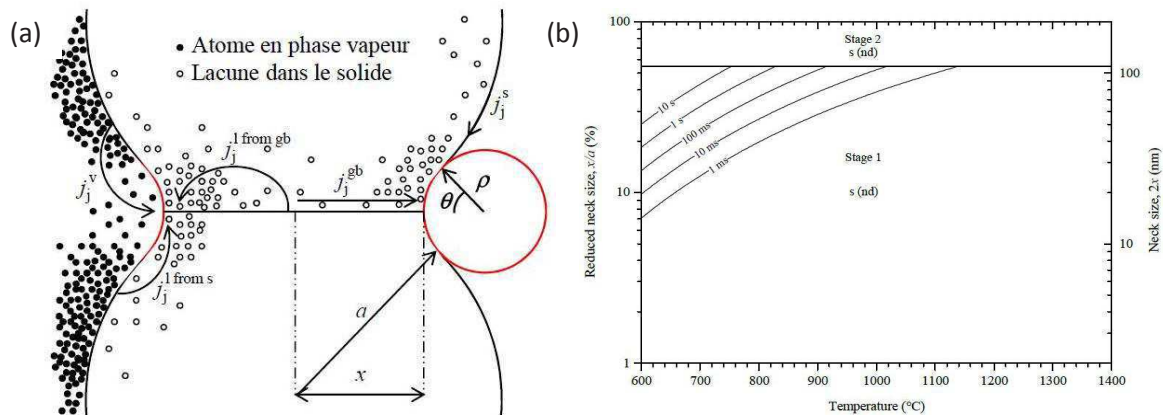 (a)
Atome en phase vapeur
Lacune dans le solide
j_j^s
j_j^l from gb
j_j^gb
j_j^v
θ
ρ
j_j^l from s
a
x
(b)
100
Stage 2
s (nd)
100
10 s
1 s
100 ms
10 ms
1 ms
Stage 1
s (nd)
10
10
1
600
700
800
900
1000
1100
1200
1300
1400
Reduced neck size, x/a (%)
Neck size, 2x (nm)
Temperature (°C)